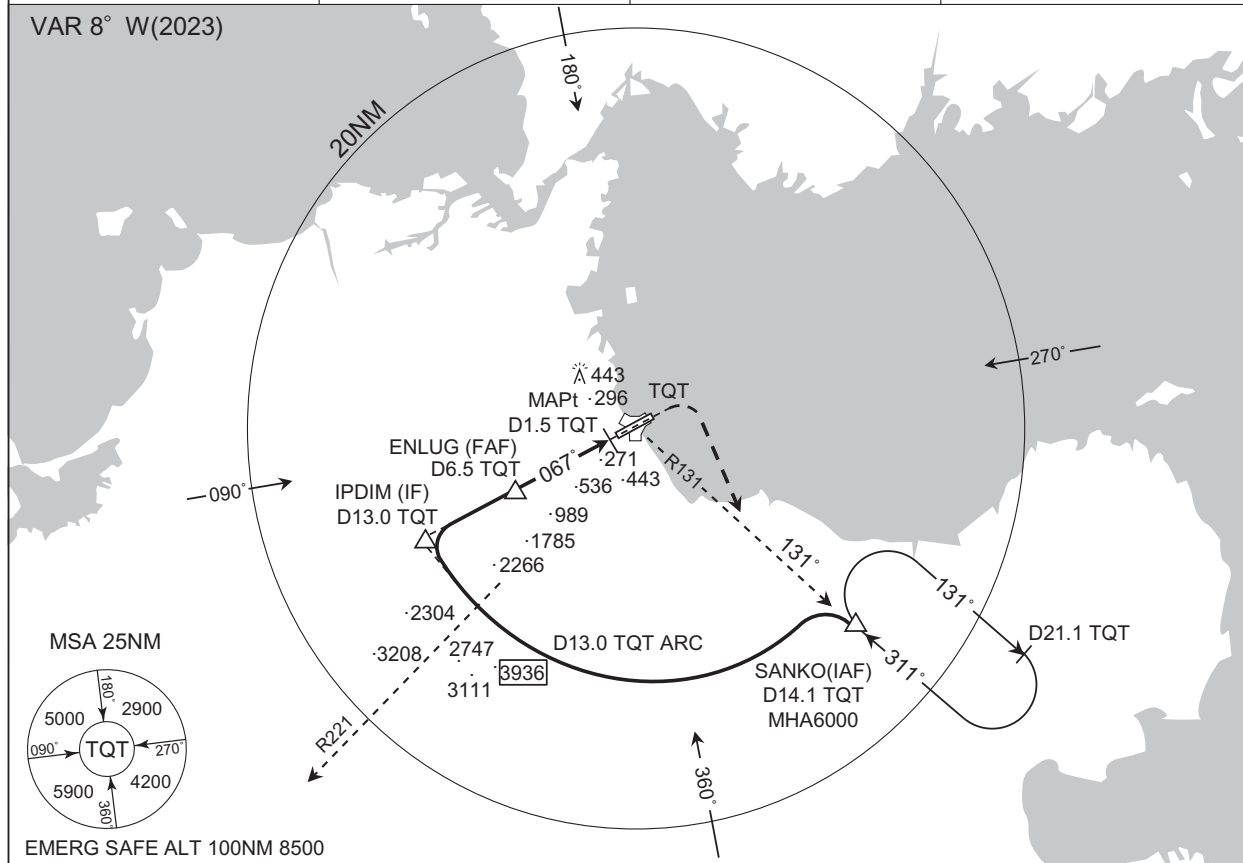 VAR 8° W(2023)
180°
20NM
270°
443
TQT
MAPt
·296
D1.5 TQT
ENLUG (FAF)
D6.5 TQT
067°
·271
R131
·536
·443
090°
IPDIM (IF)
D13.0 TQT
·989
·1785
131°
·2266
131°
·2304
D13.0 TQT ARC
D21.1 TQT
MSA 25NM
·3208
2747
3936
3111
311°
SANKO(IAF)
D14.1 TQT
MHA6000
180°
5000
2900
R221
090°
TQT
270°
5900
4200
360°
360°
EMERG SAFE ALT 100NM 8500